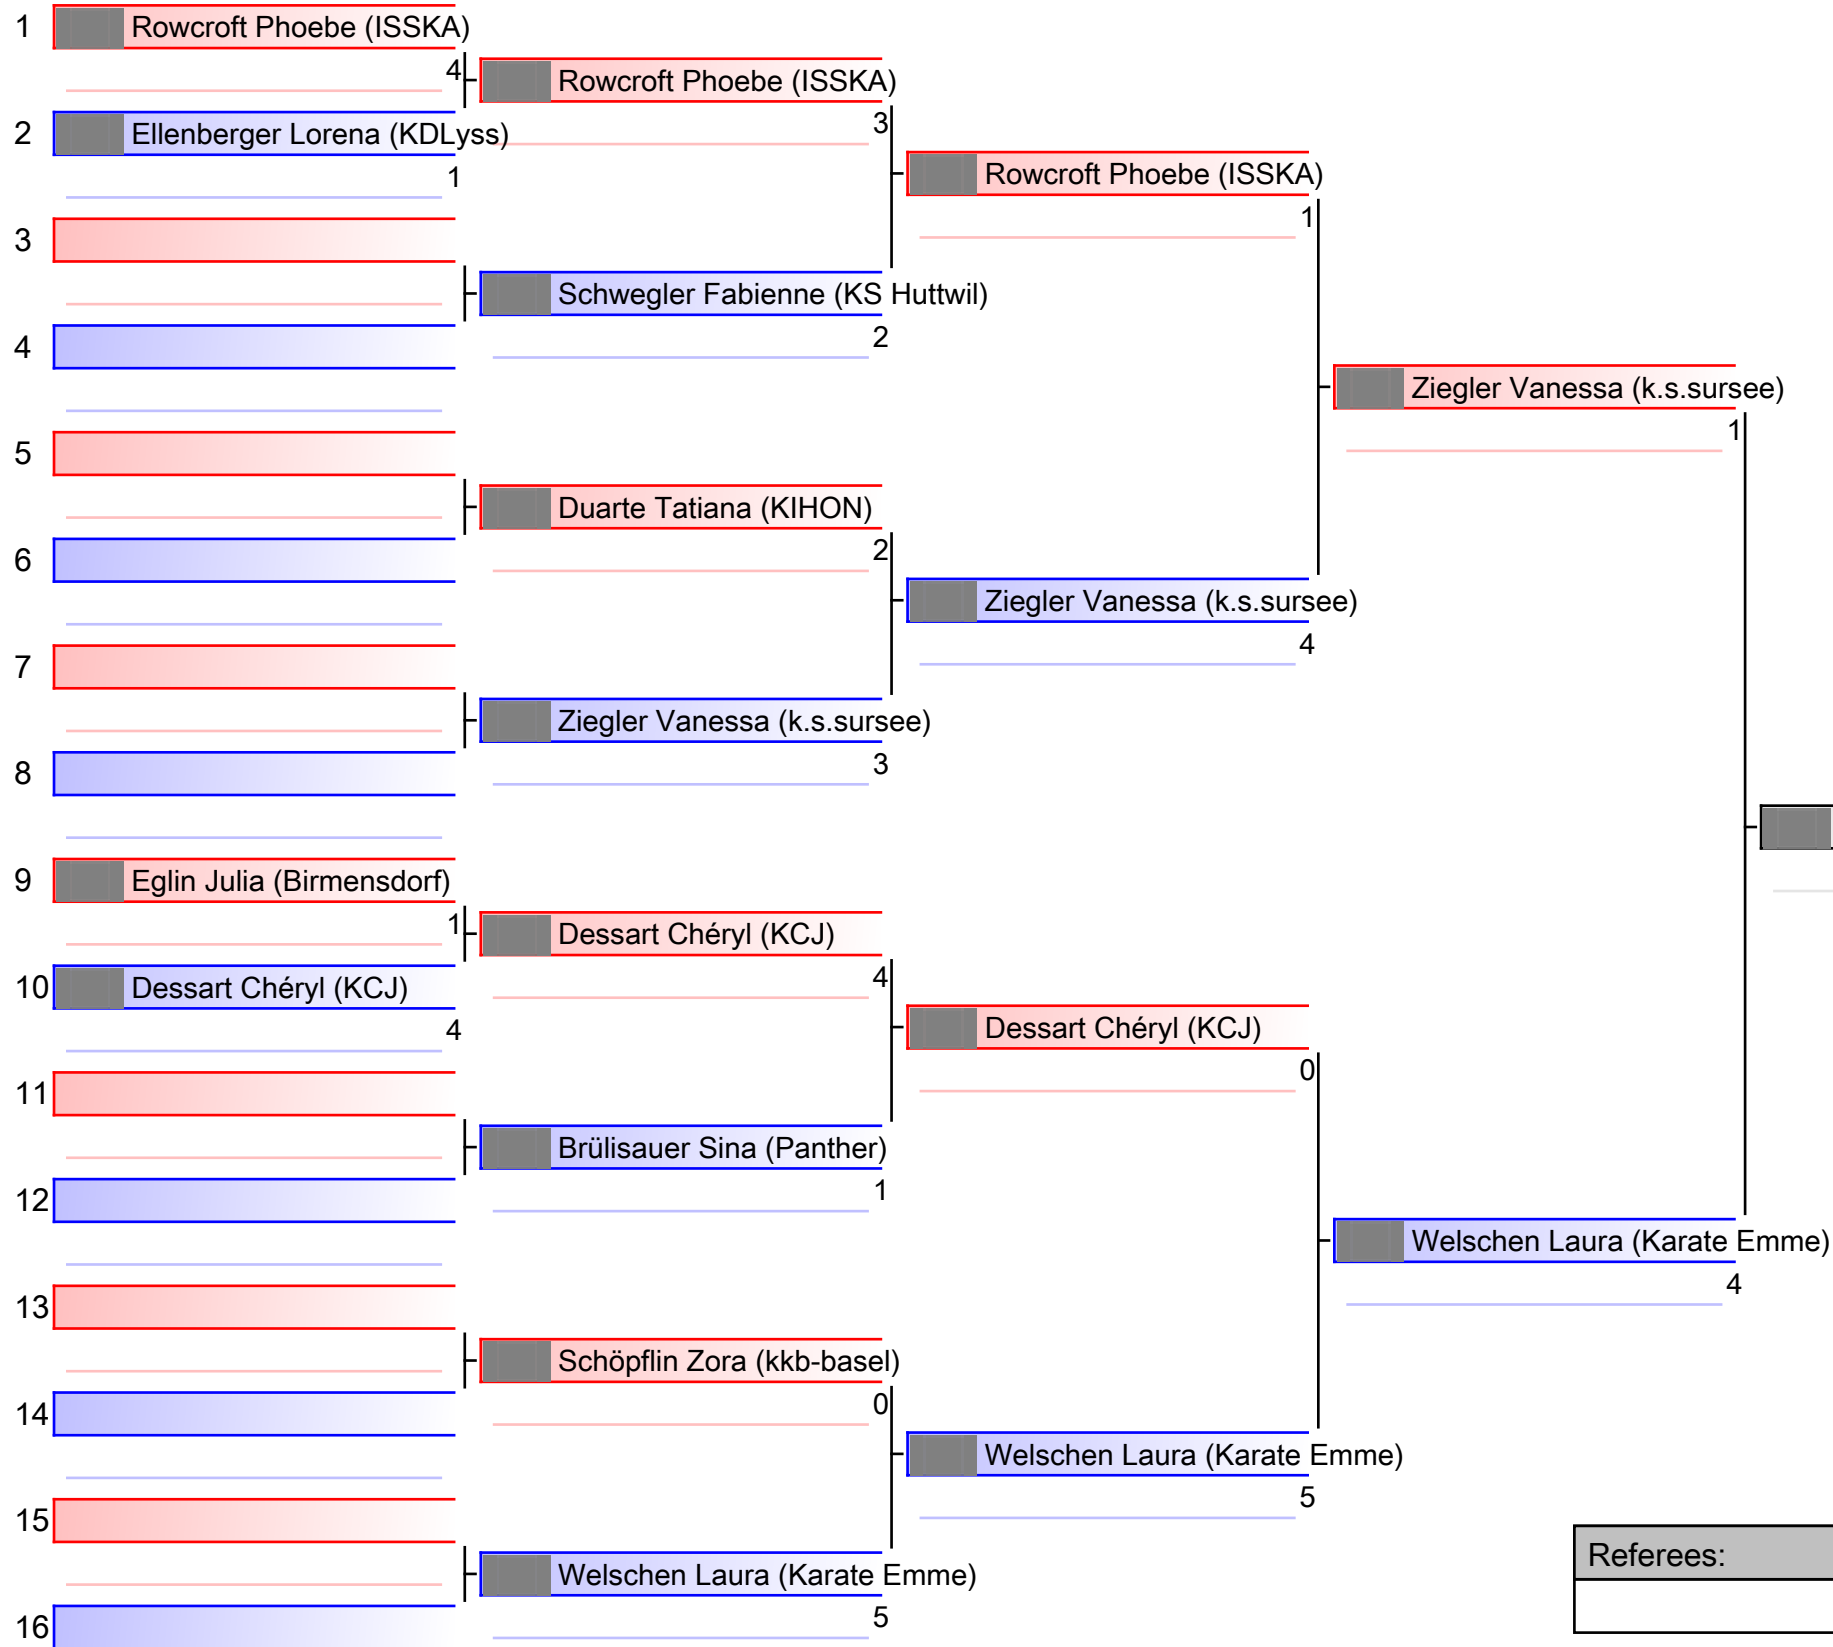 1 Rowcroft Phoebe (ISSKA)
4 Rowcroft Phoebe (ISSKA)
2 Ellenberger Lorena (KDLyss) 3
1 Rowcroft Phoebe (ISSKA)
3 1
Schwegler Fabienne (KS Huttwil)
4 2
Ziegler Vanessa (k.s.sursee)
5 1
Duarte Tatiana (KIHON)
6 2
Ziegler Vanessa (k.s.sursee)
7 4
Ziegler Vanessa (k.s.sursee)
8 3
9 Eglin Julia (Birmensdorf)
1 Dessart Chéryl (KCJ)
10 Dessart Chéryl (KCJ) 4
4 Dessart Chéryl (KCJ)
11 0
Brülisauer Sina (Panther)
12 1
Welschen Laura (Karate Emme)
13 4
Schöpflin Zora (kkb-basel)
14 0
Welschen Laura (Karate Emme)
15 5
Referees:
Welschen Laura (Karate Emme)
16 5